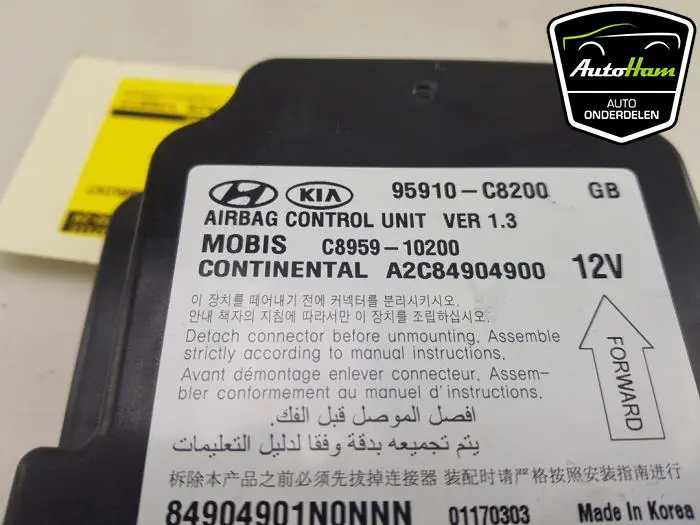 AutoHam
AUTO
ONDERDELEN
KIA 95910-C8200 GB
AIRBAG CONTROL UNIT VER 1.3
MOBIS C8959-10200
CONTINENTAL A2C84904900 12V
이 장치를 떼어내기 전에 커넥터를 분리시키시오.
안내 책자의 지침에 따라서만 이 장치를 조립하십시오
Detach connector before unmounting. Assemble
strictly according to manual instructions.
Avant démontage enlever connecteur. Assem-
bler conformement au manuel d'instructions.
افصل الموصل قبل الفك.
يتم تجميعه بدقة وفقا لدليل التعليمات
拆除本产品之前必须先拔掉连接器 装配时请严格按照安装指南进行
FORWARD
84904901N0NNN 01170303 Made In Korea